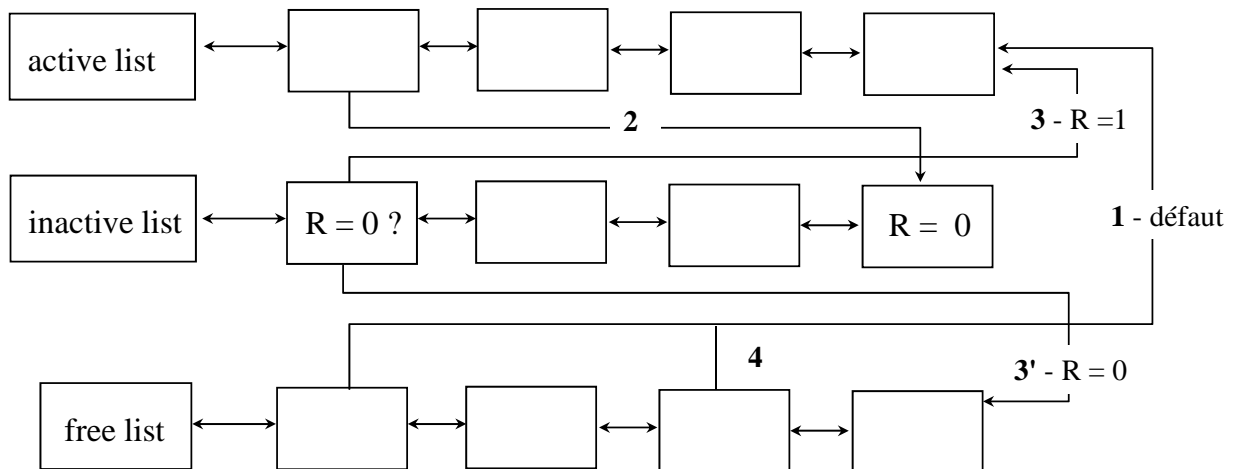 active list
2
3 - R =1
inactive list
R = 0 ?
R =  0
1 - défaut
4
3' - R = 0
free list